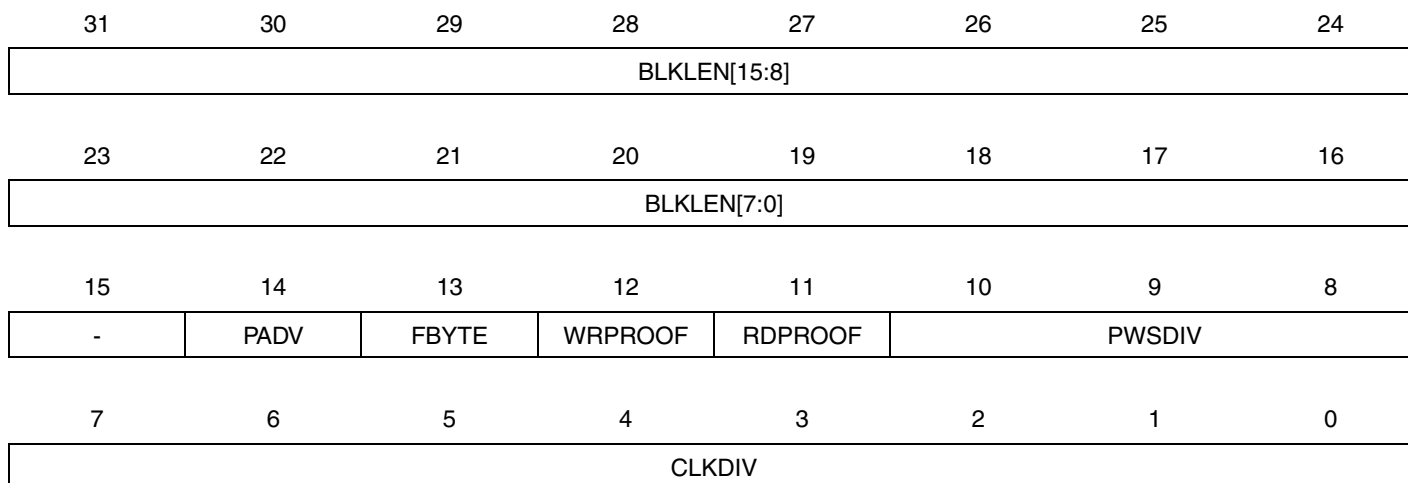 31 30 29 28 27 26 25 24
BLKLEN[15:8]
23 22 21 20 19 18 17 16
BLKLEN[7:0]
15 14 13 12 11 10 9 8
- PADV FBYTE WRPROOF RDPROOF PWSDIV
7 6 5 4 3 2 1 0
CLKDIV